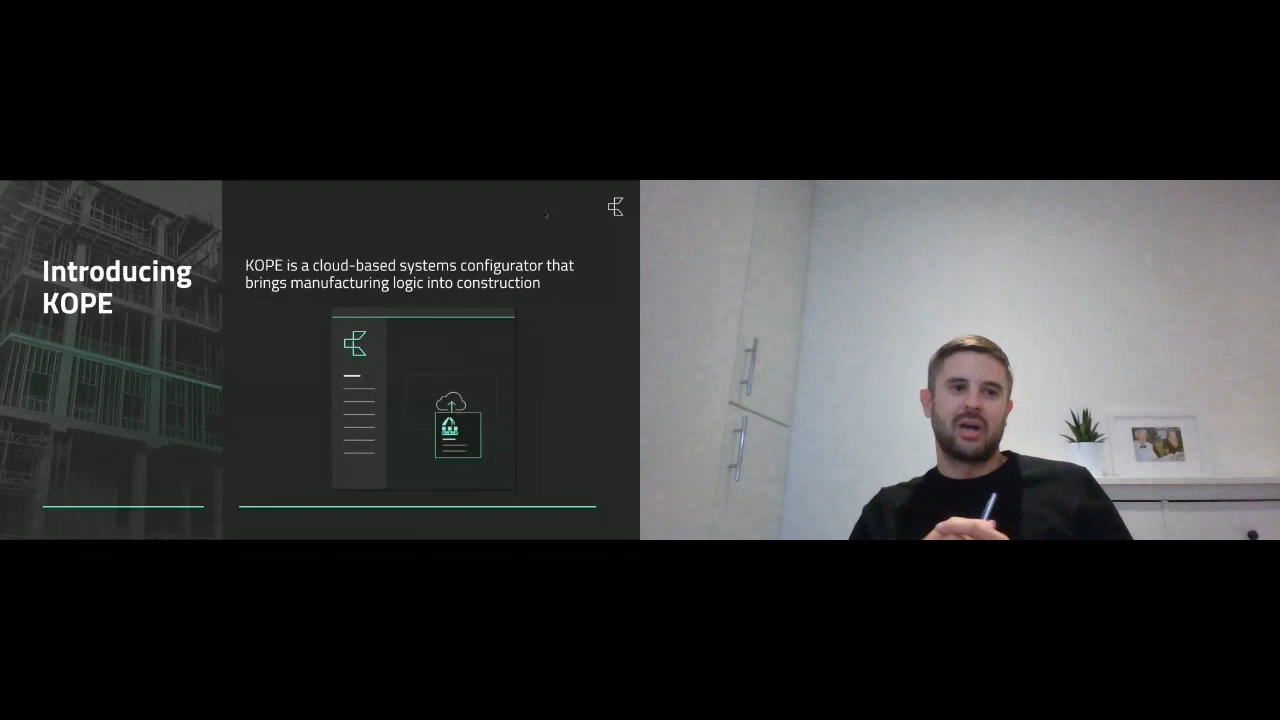 Introducing
KOPE
KOPE is a cloud-based systems configurator that
brings manufacturing logic into construction